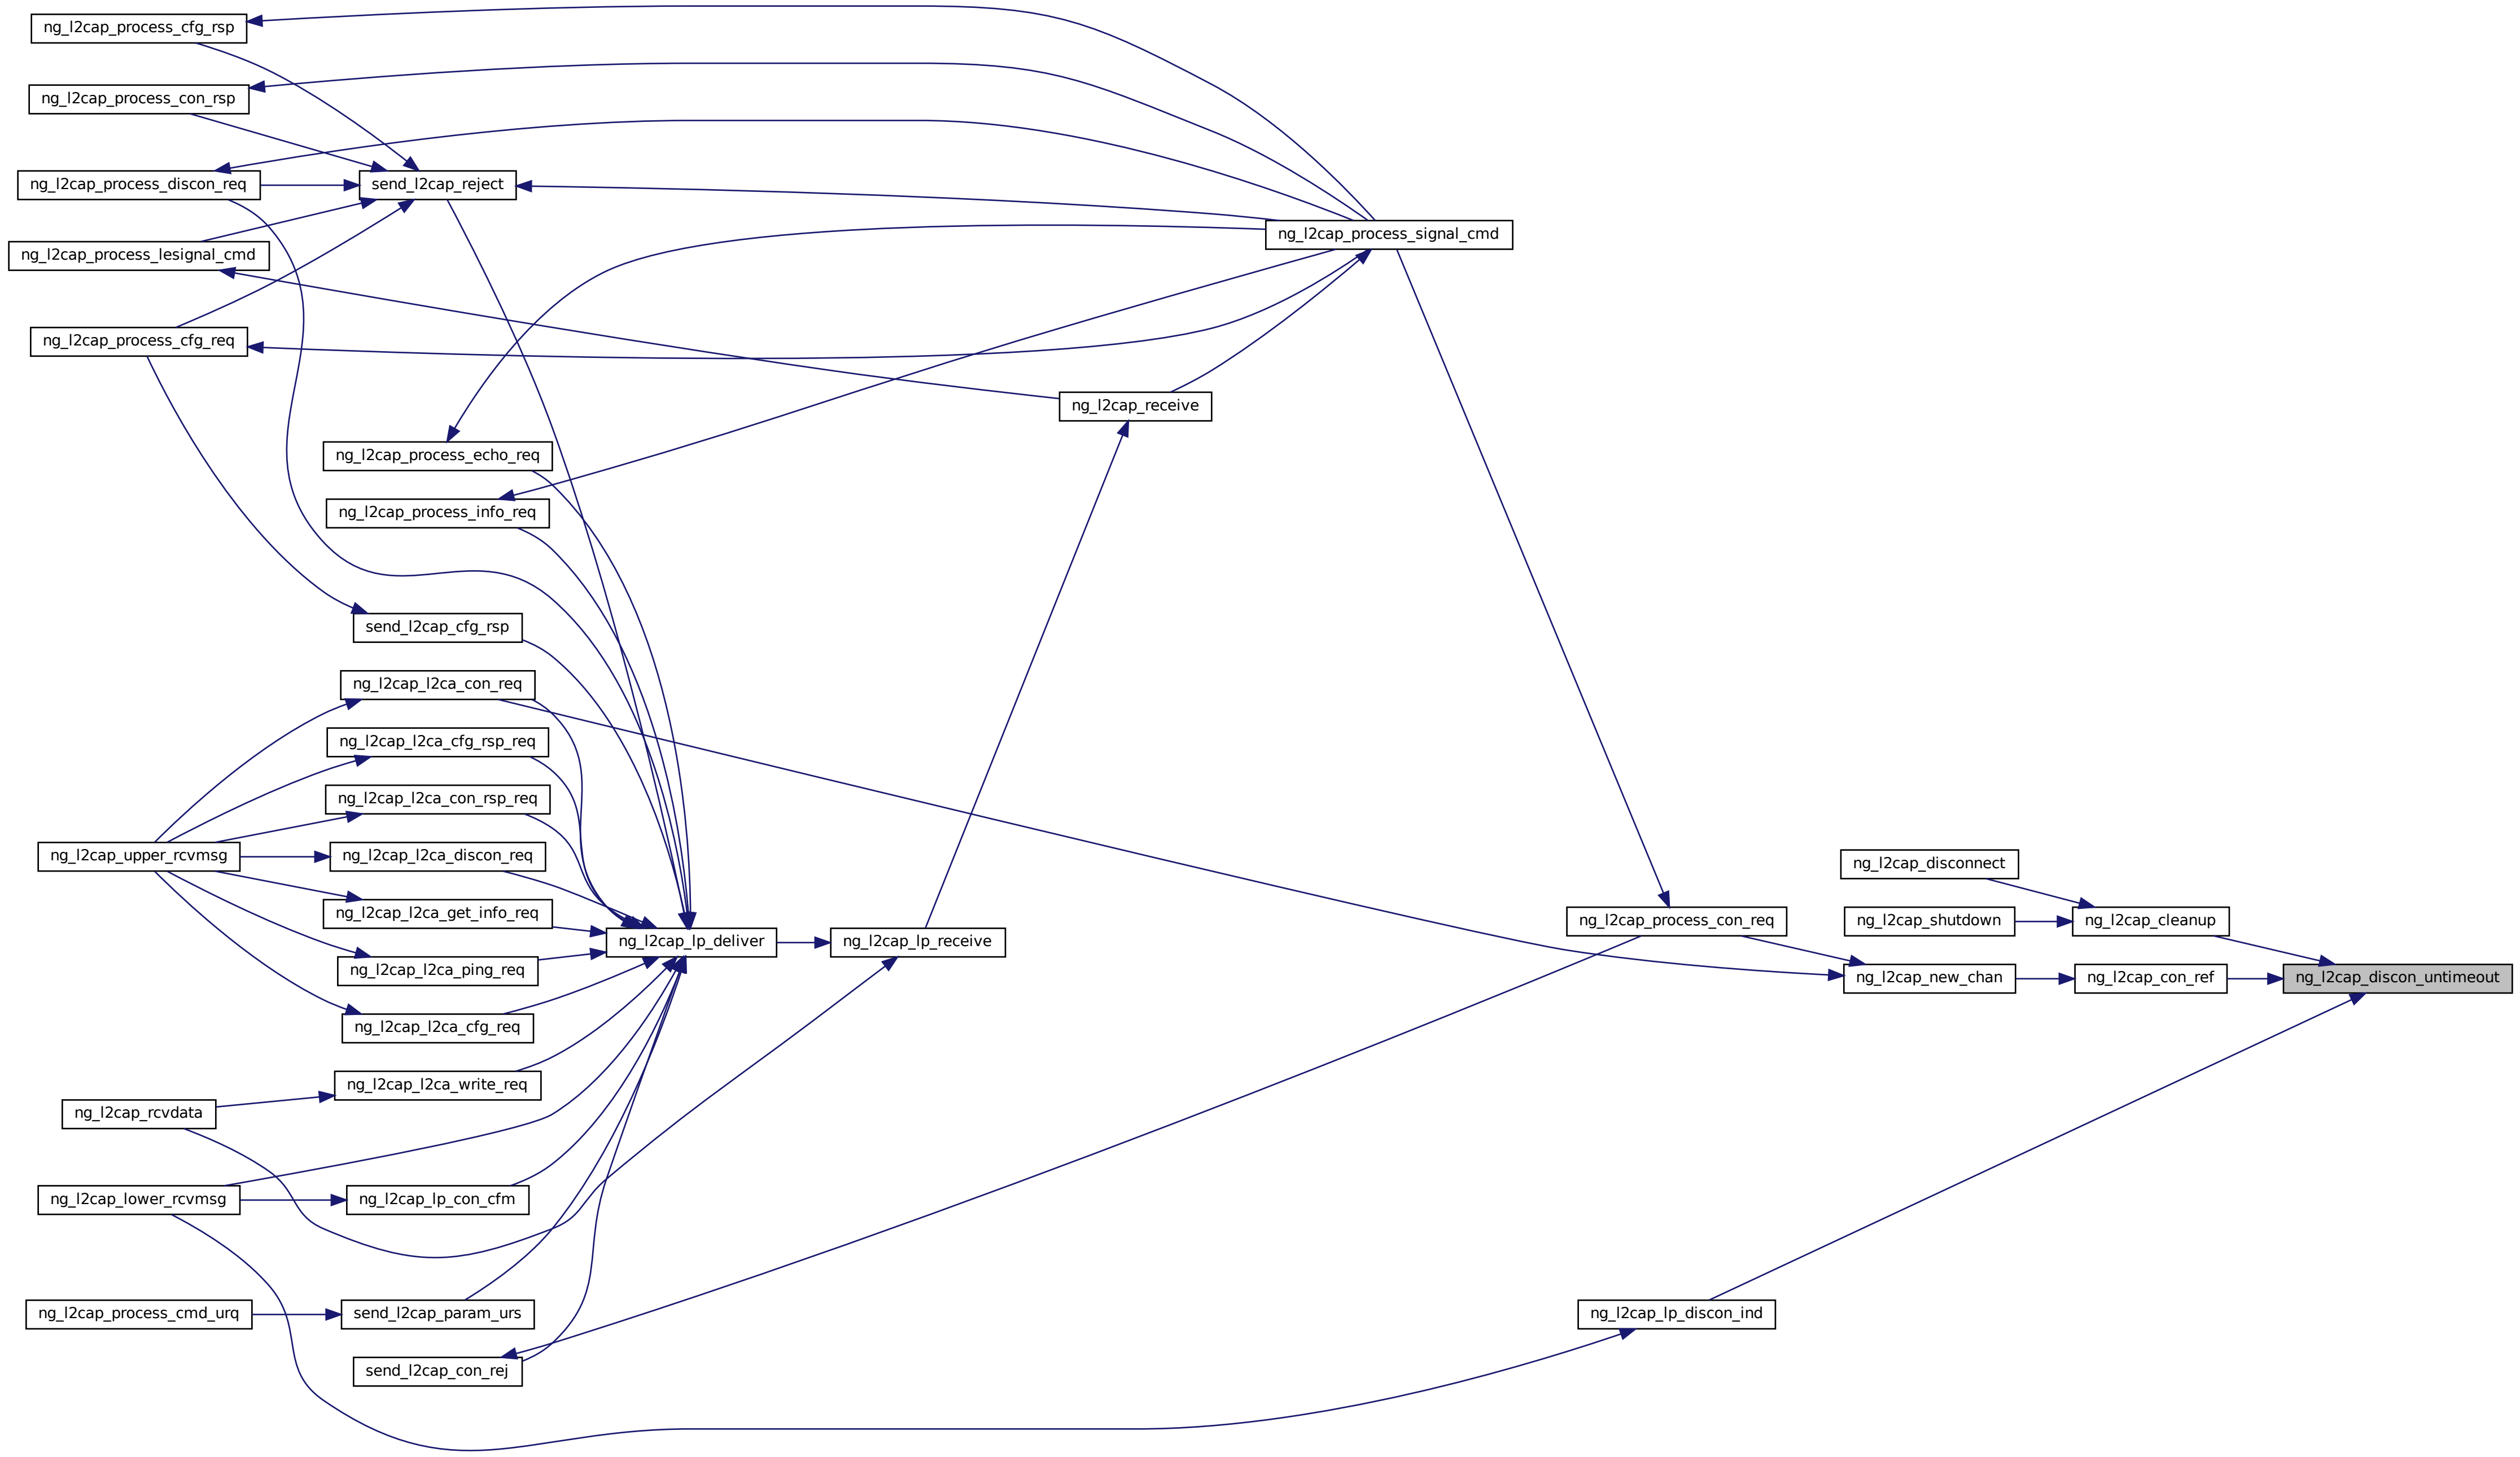 ng_l2cap_process_cfg_rsp
ng_l2cap_process_con_rsp
ng_l2cap_process_discon_req
send_l2cap_reject
ng_l2cap_process_signal_cmd
ng_l2cap_process_lesignal_cmd
ng_l2cap_process_cfg_req
ng_l2cap_receive
ng_l2cap_process_echo_req
ng_l2cap_process_info_req
send_l2cap_cfg_rsp
ng_l2cap_l2ca_con_req
ng_l2cap_l2ca_cfg_rsp_req
ng_l2cap_l2ca_con_rsp_req
ng_l2cap_upper_rcvmsg
ng_l2cap_l2ca_discon_req
ng_l2cap_disconnect
ng_l2cap_l2ca_get_info_req
ng_l2cap_process_con_req
ng_l2cap_shutdown
ng_l2cap_cleanup
ng_l2cap_lp_deliver
ng_l2cap_lp_receive
ng_l2cap_l2ca_ping_req
ng_l2cap_new_chan
ng_l2cap_con_ref
ng_l2cap_discon_untimeout
ng_l2cap_l2ca_cfg_req
ng_l2cap_l2ca_write_req
ng_l2cap_rcvdata
ng_l2cap_lower_rcvmsg
ng_l2cap_lp_con_cfm
ng_l2cap_process_cmd_urq
send_l2cap_param_urs
ng_l2cap_lp_discon_ind
send_l2cap_con_rej